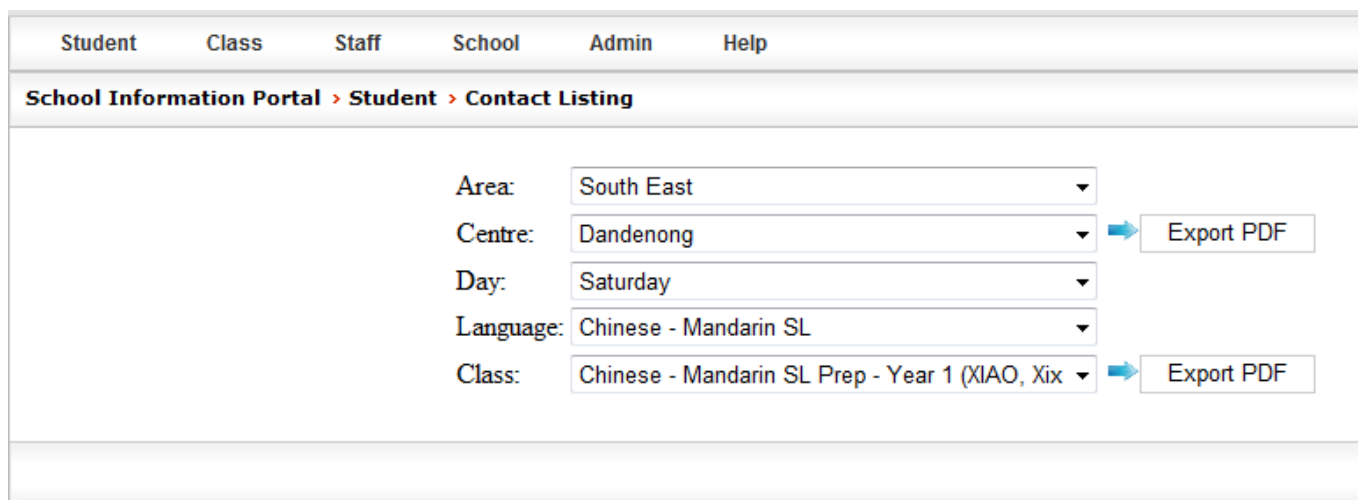 Student Class Staff School Admin Help
School Information Portal › Student › Contact Listing
Area: South East
Centre: Dandenong Export PDF
Day: Saturday
Language: Chinese - Mandarin SL
Class: Chinese - Mandarin SL Prep - Year 1 (XIAO, Xix Export PDF